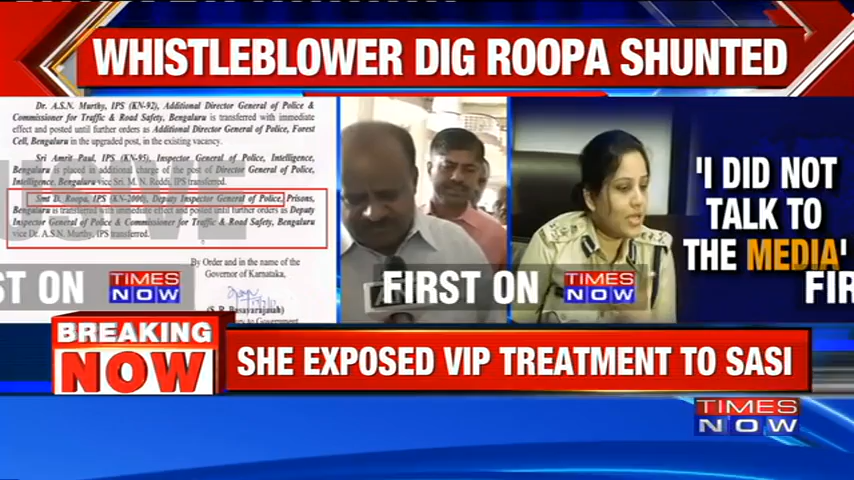 WHISTLEBLOWER DIG ROOPA SHUNTED
Dr. A.S.N. Murthy, IPS (KN-92), Additional Director General of Police &
Commissioner for Traffic & Road Safety, Bengaluru is transferred with immediate
effect and posted until further orders as Additional Director General of Police, Forest
Cell, Bengaluru in the upgraded post, in the existing vacancy.
Sri Amrit Paul, IPS (KN-95), Inspector General of Police, Intelligence,
Bengaluru is placed in additional charge of the post of Director General of Police,
Intelligence, Bengaluru vice Sri. M.N. Reddi, IPS transferred.
Smt D. Roopa, IPS (KN-2000), Deputy Inspector General of Police, Prisons,
Bengaluru is transferred with immediate effect and posted until further orders as Deputy
Inspector General of Police & Commissioner for Traffic & Road Safety, Bengaluru
vice Dr. A.S.N. Murthy, IPS transferred.
By Order and in the name of the
Governor of Karnataka,
(S.R. Basavarajaiah)
to Government
'I DID NOT
TALK TO
THE MEDIA'
ST ON TIMES NOW
FIRST ON TIMES NOW
FIR
BREAKING
NOW
SHE EXPOSED VIP TREATMENT TO SASI
TIMES
NOW